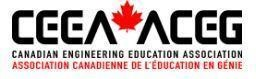 CEEA ACEG
CANADIAN ENGINEERING EDUCATION ASSOCIATION
ASSOCIATION CANADIENNE DE L'ÉDUCATION EN GÉNIE